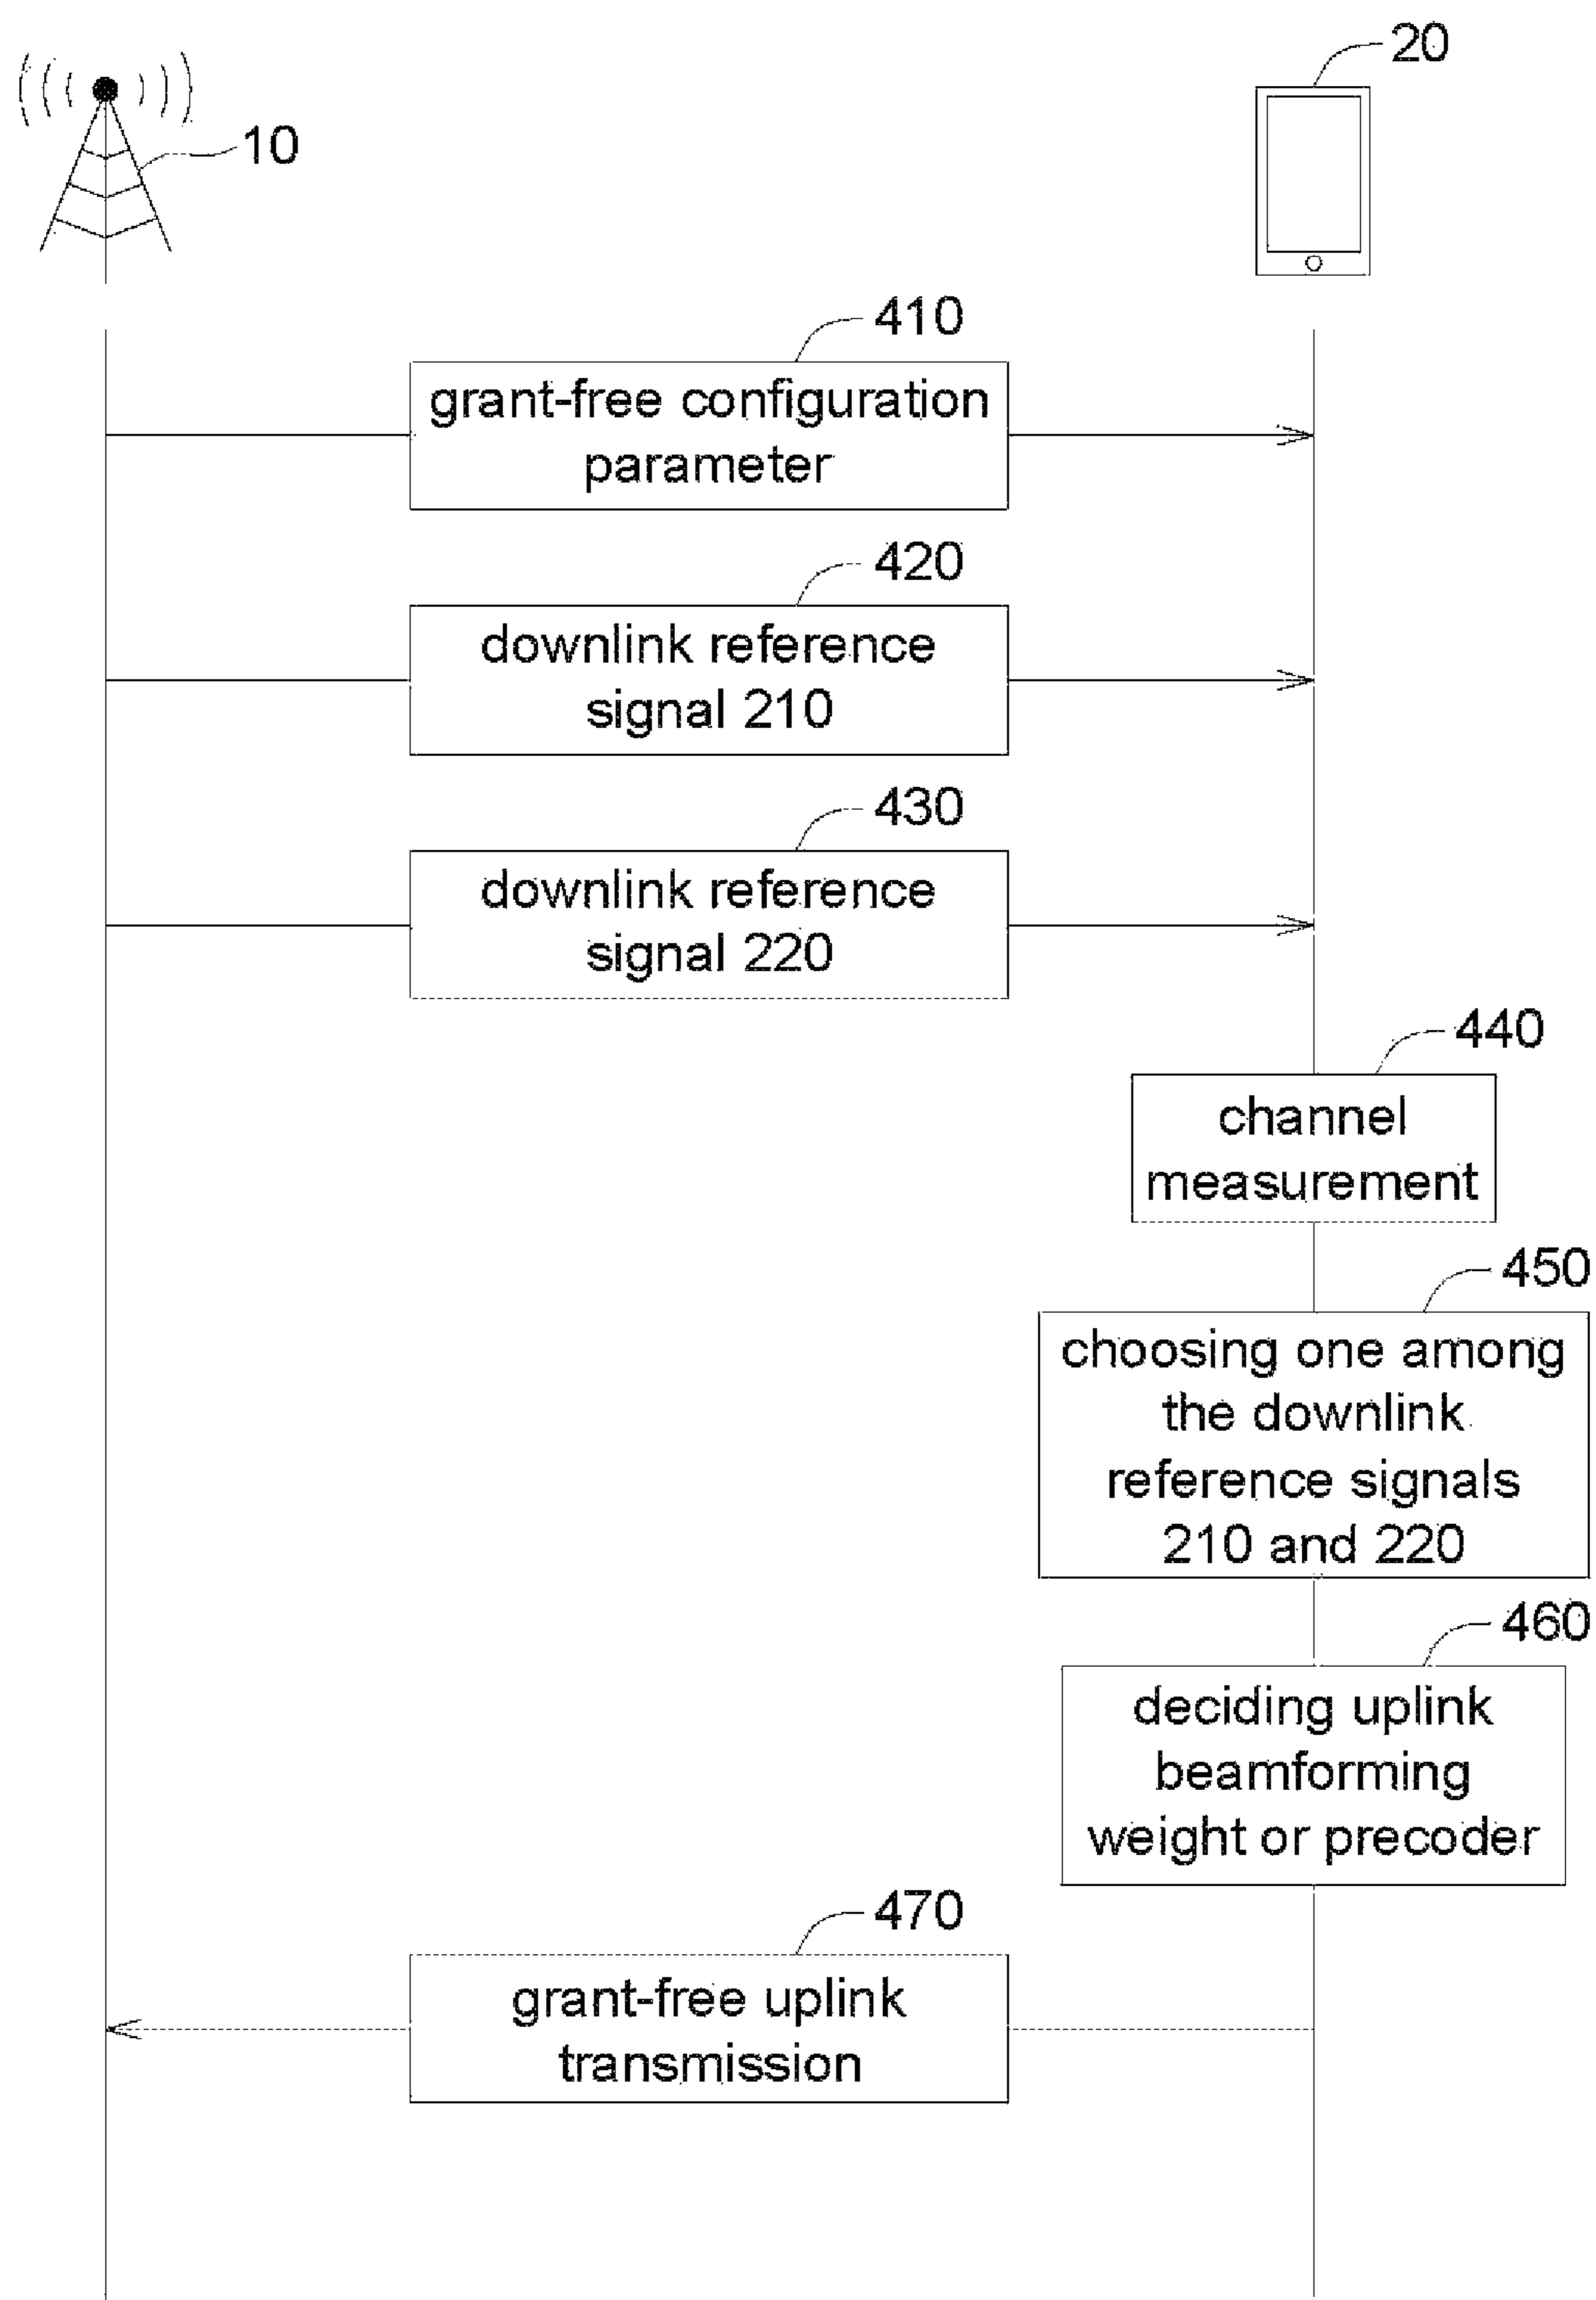 20
10
410
grant-free configuration
parameter
420
downlink reference
signal 210
430
downlink reference
signal 220
440
channel
measurement
450
choosing one among
the downlink
reference signals
210 and 220
460
deciding uplink
beamforming
weight or precoder
470
grant-free uplink
transmission